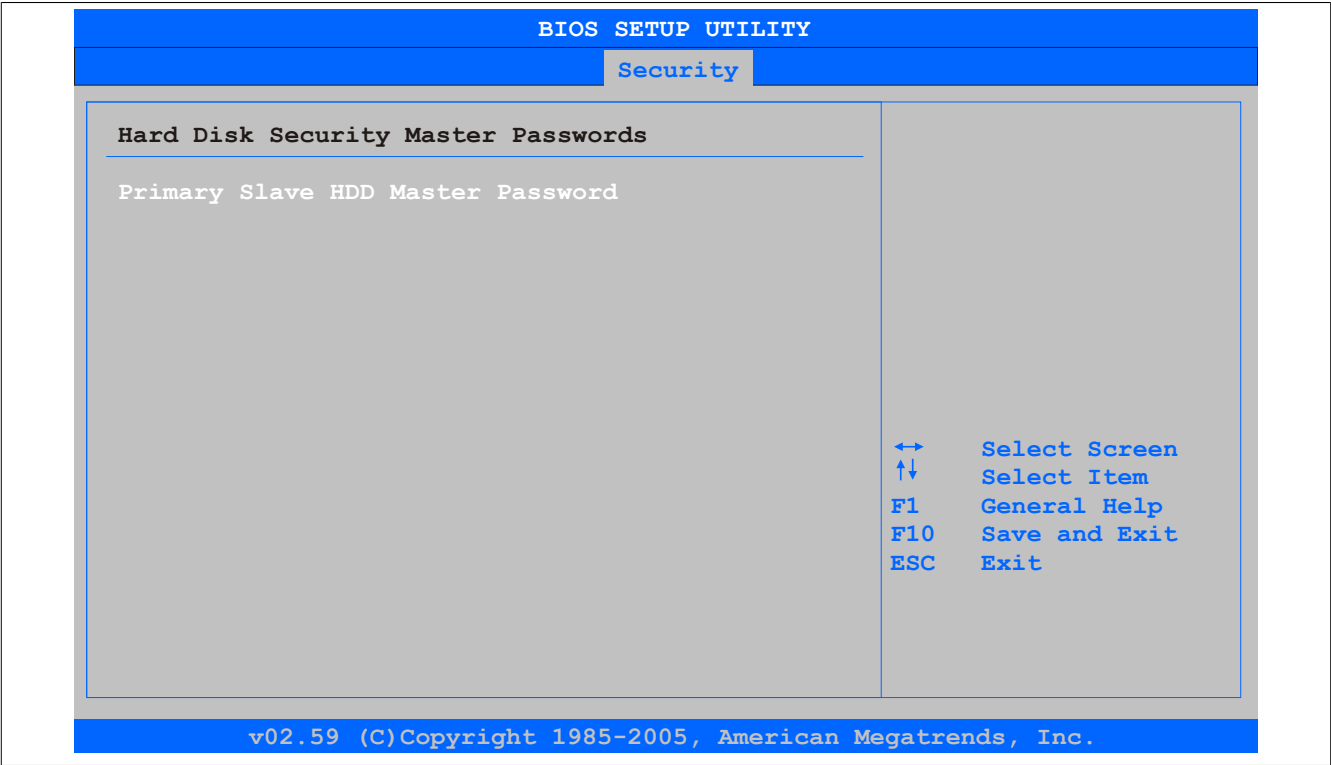 BIOS SETUP UTILITY
Security
Hard Disk Security Master Passwords
Primary Slave HDD Master Password
↔ Select Screen
↑↓ Select Item
F1 General Help
F10 Save and Exit
ESC Exit
v02.59 (C)Copyright 1985-2005, American Megatrends, Inc.